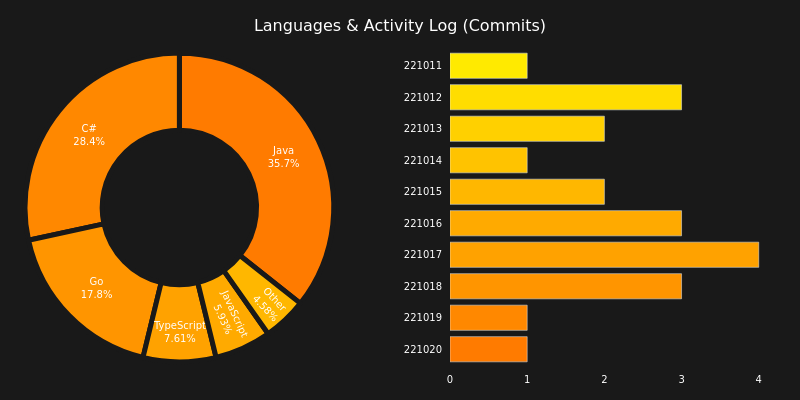 Languages & Activity Log (Commits)
C#
28.4%
Java
35.7%
Go
17.8%
TypeScript
7.61%
JavaScript
5.93%
Other
4.58%
221011
221012
221013
221014
221015
221016
221017
221018
221019
221020
0 1 2 3 4